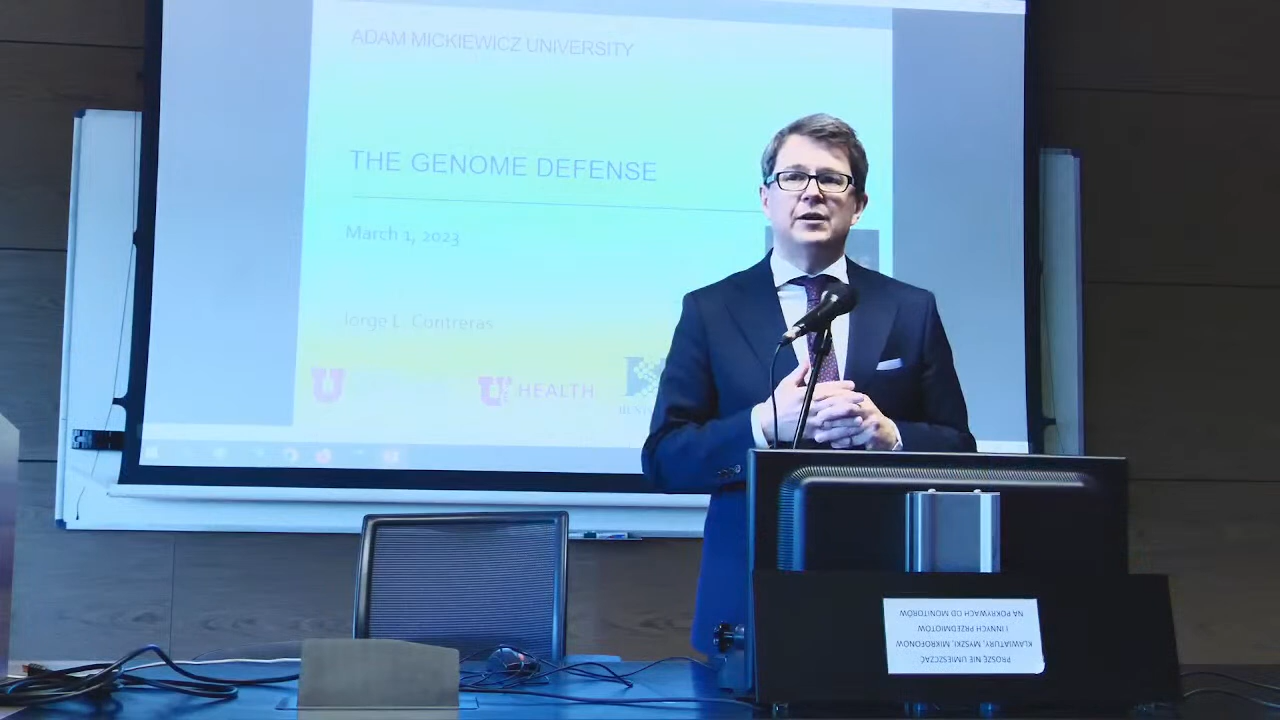 ADAM MICKIEWICZ UNIVERSITY
THE GENOME DEFENSE
March 1, 2023
Jorge L. Contreras
U
U
HEALTH
PROSZĘ NIE UMIESZCZAĆ
KLAWIATURY, MYSZKI, MIKROFONÓW
I INNYCH PRZEDMIOTÓW
NA POKRYWACH OD MONITORÓW